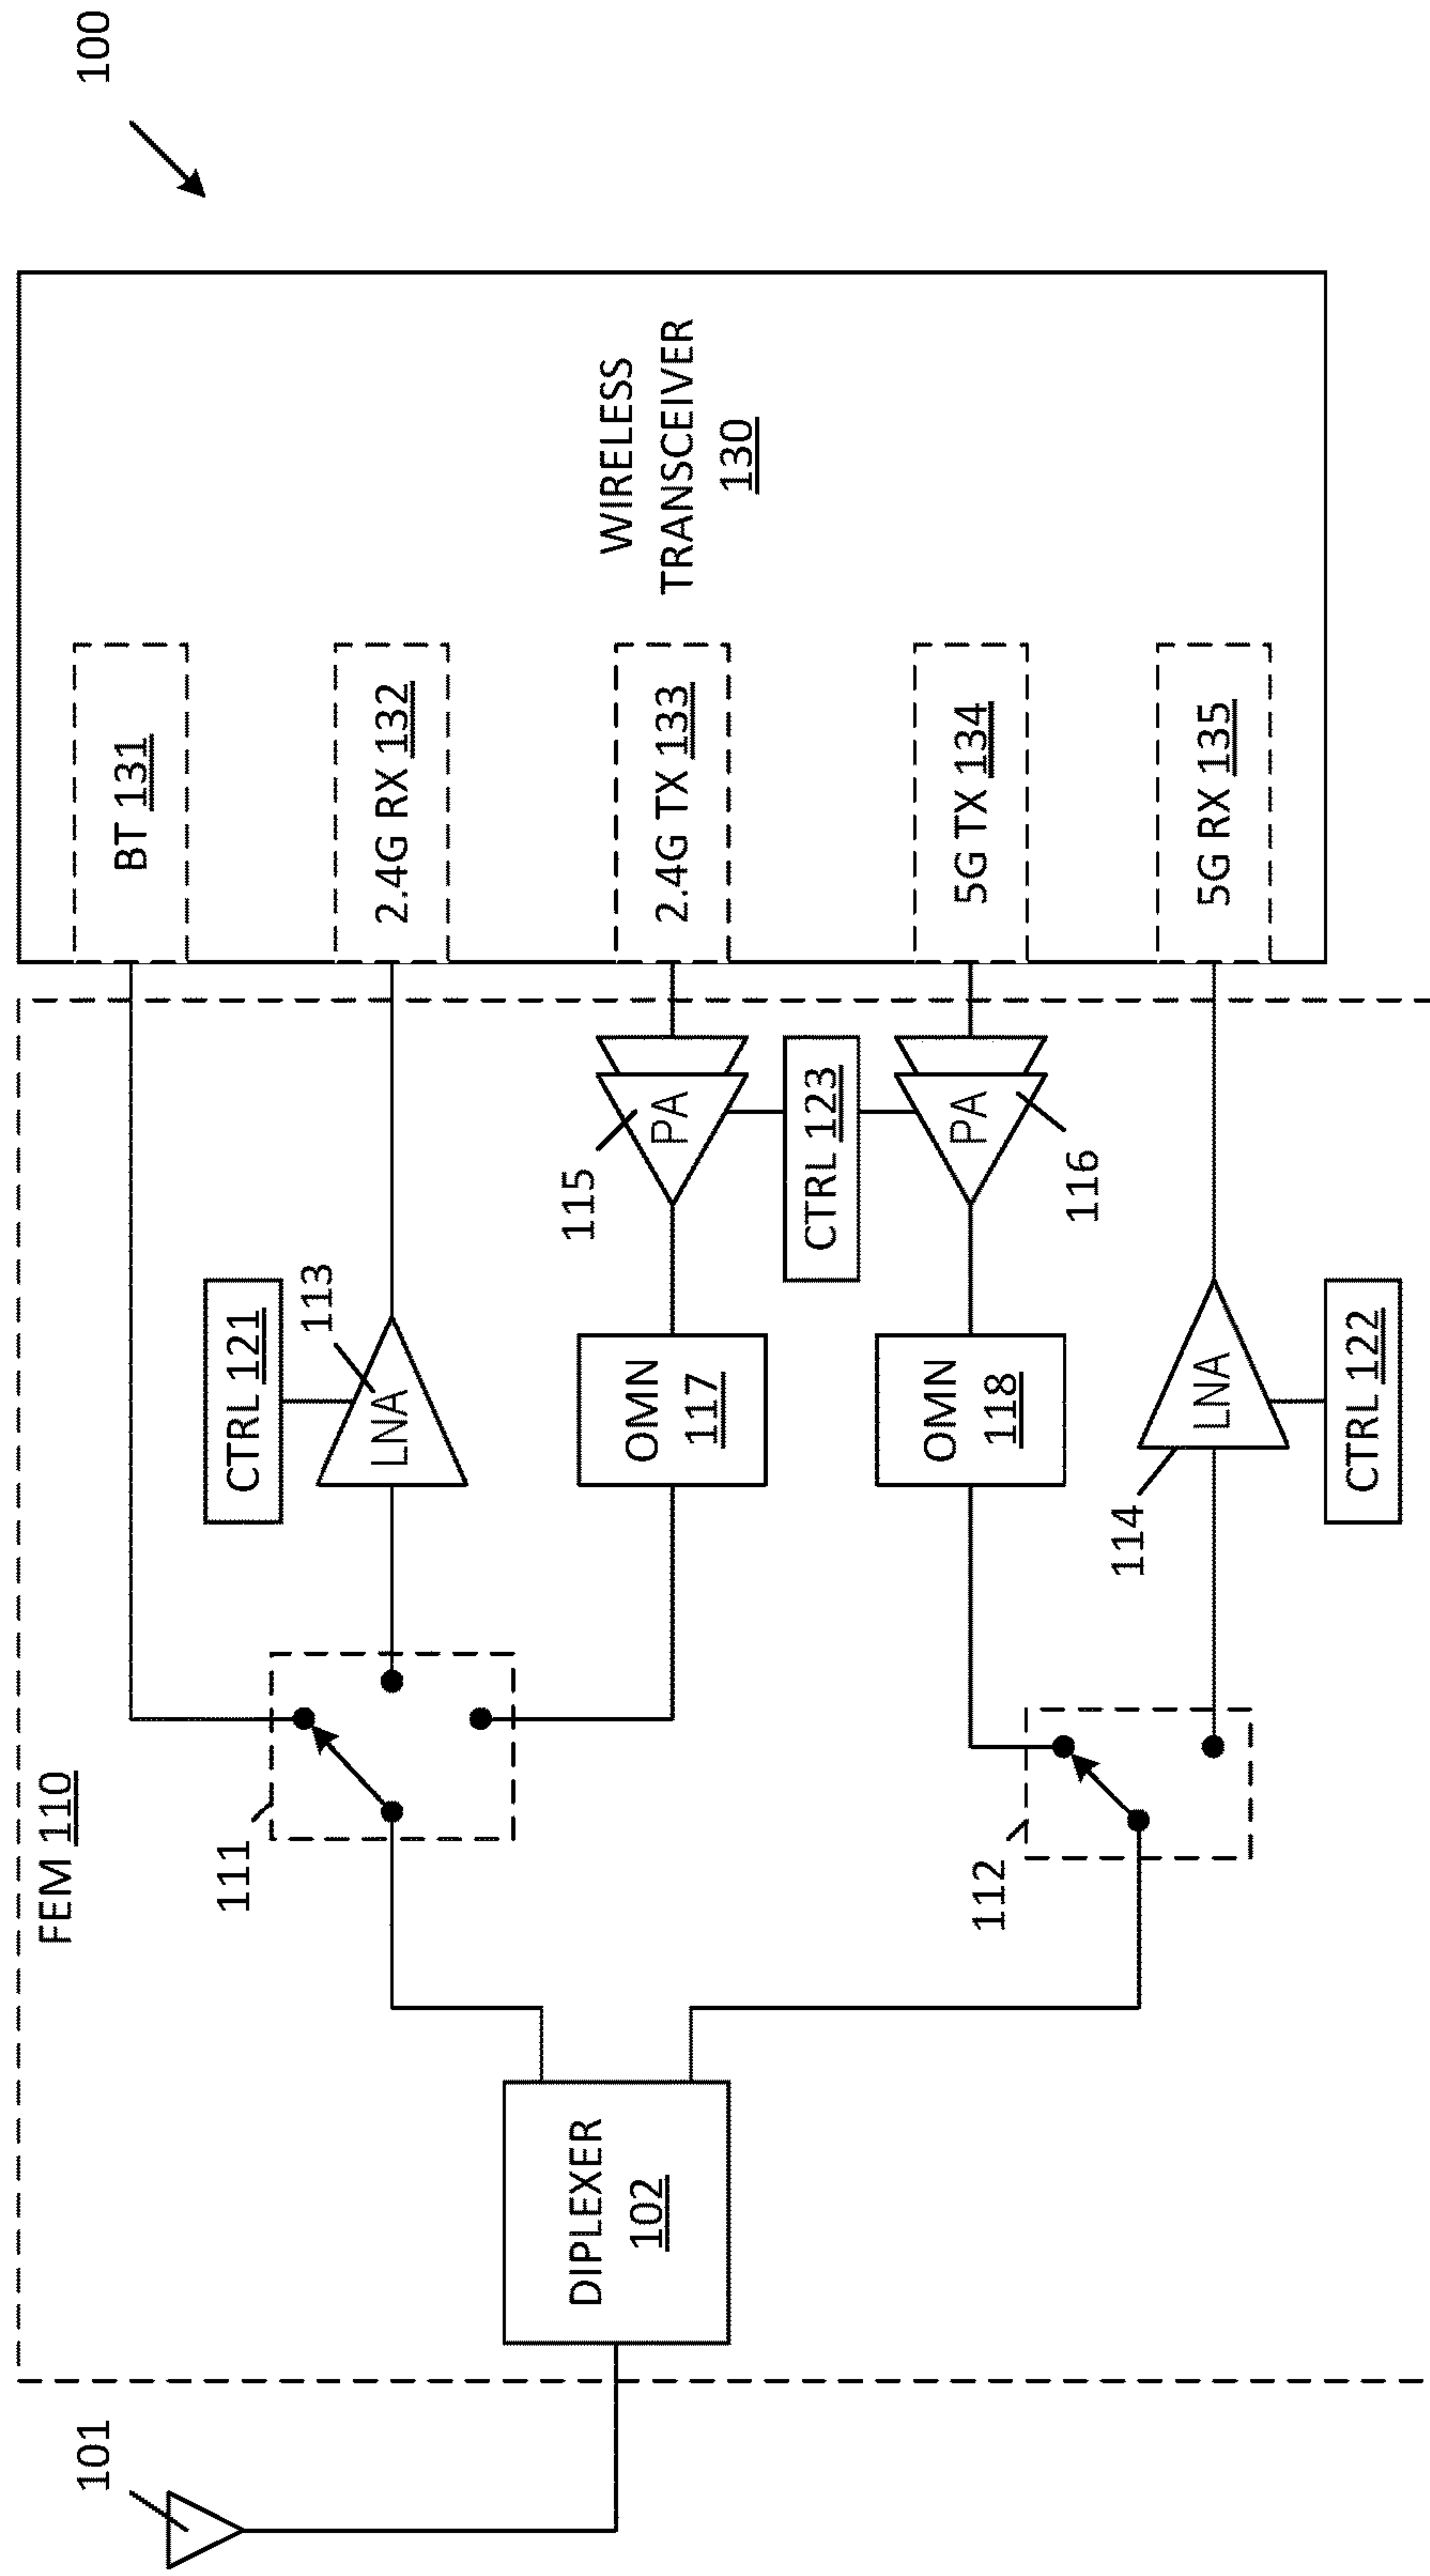 100
101
FEM 110
DIPLEXER
102
111
112
CTRL 121
113
LNA
115
PA
OMN
117
CTRL 123
PA
116
OMN
118
114
LNA
CTRL 122
BT 131
2.4G RX 132
2.4G TX 133
5G TX 134
5G RX 135
WIRELESS
TRANSCEIVER
130